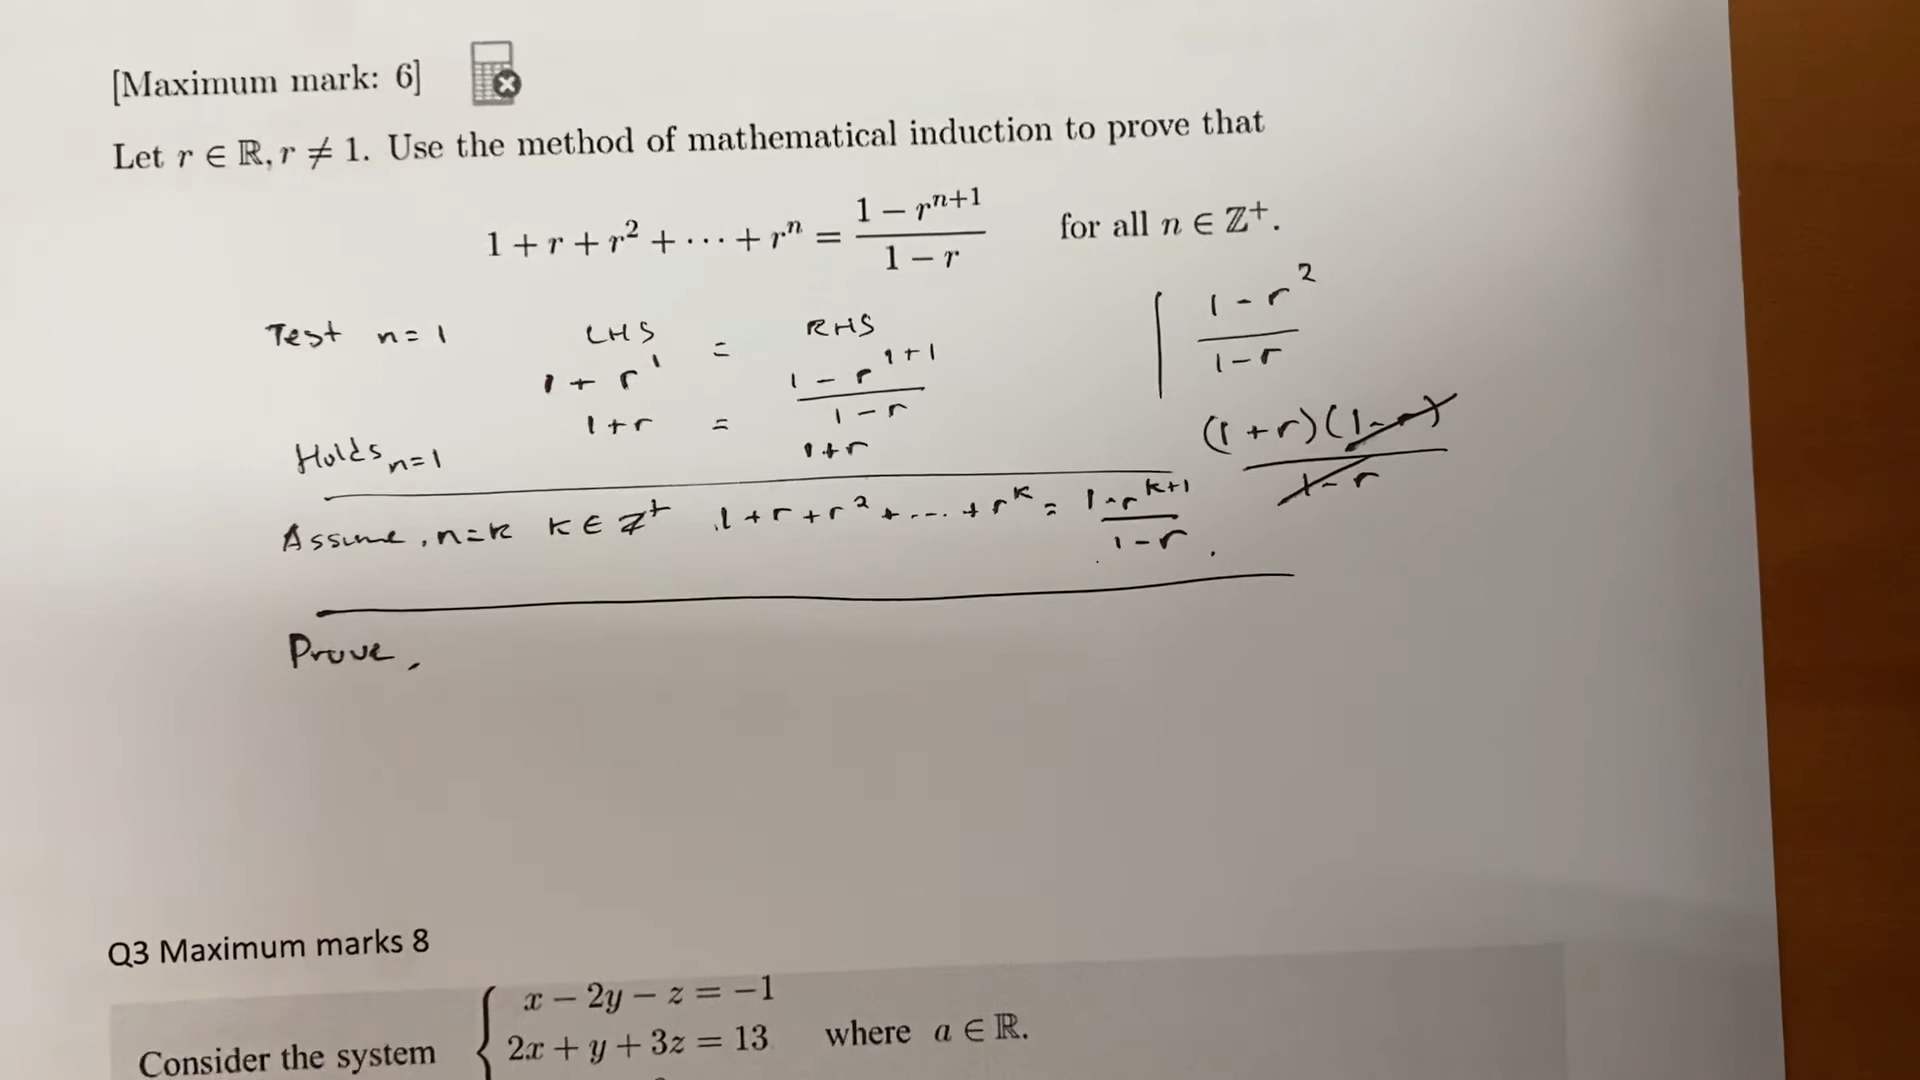 [Maximum mark: 6]
Let r ∈ ℝ, r ≠ 1. Use the method of mathematical induction to prove that
1 + r + r² + ⋯ + rⁿ = (1 − rⁿ⁺¹)/(1 − r) for all n ∈ ℤ⁺.
Test n = 1 LHS = RHS
1 + r¹ (1 − r¹⁺¹)/(1 − r)
1 + r = 1 + r
Holds n=1
(1 − r²)/(1 − r)
(1 + r)(1 − r)/(1 − r)
Assume, n=k k ∈ Z⁺ 1 + r + r² + ... + rᵏ = (1 − rᵏ⁺¹)/(1 − r).
Prove,
Q3 Maximum marks 8
x − 2y − z = −1
Consider the system { 2x + y + 3z = 13 where a ∈ ℝ.